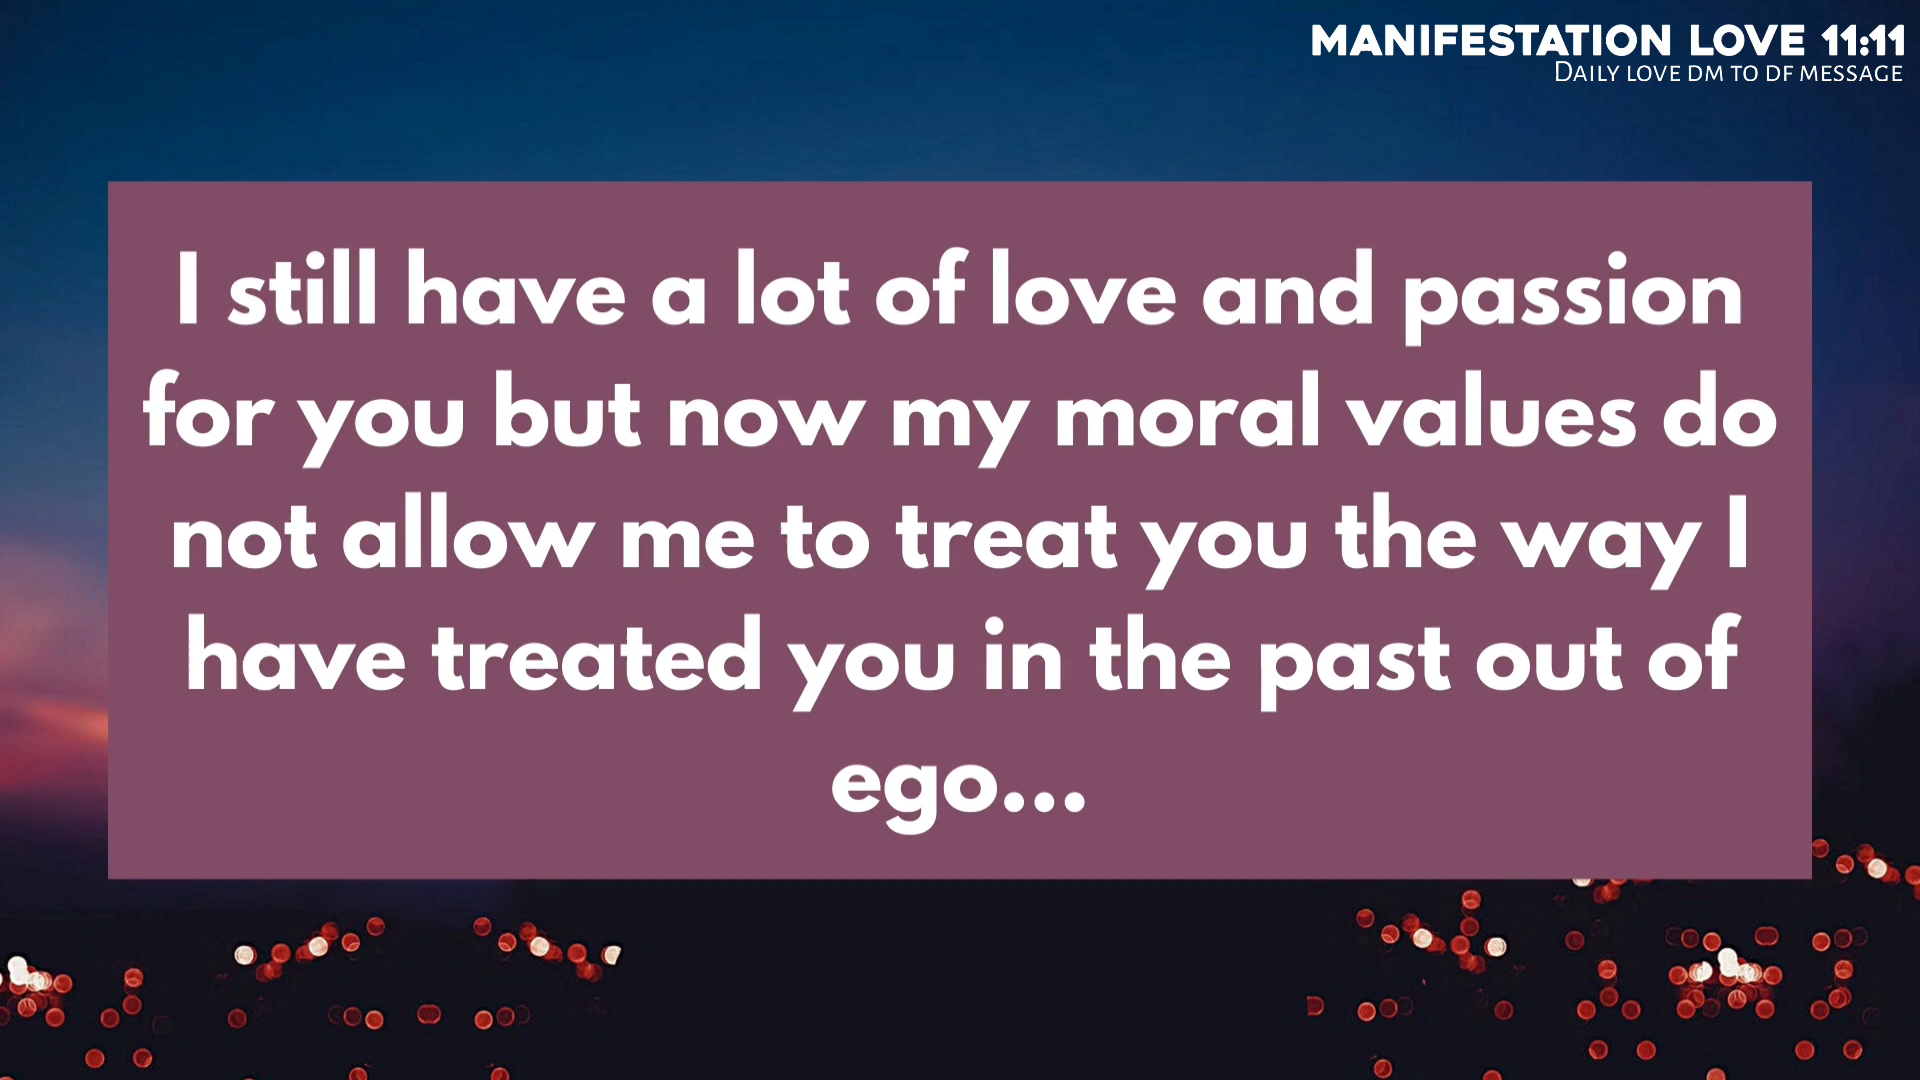 MANIFESTATION LOVE 11:11
DAILY LOVE DM TO DF MESSAGE
I still have a lot of love and passion
for you but now my moral values do
not allow me to treat you the way I
have treated you in the past out of
ego...